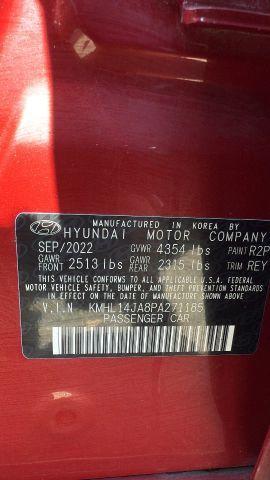 MANUFACTURED IN KOREA BY
HYUNDAI MOTOR COMPANY
SEP/2022 GVWR 4354 lbs PAINT R2P
GAWR FRONT 2513 lbs GAWR REAR 2315 lbs TRIM REY
THIS VEHICLE CONFORMS TO ALL APPLICABLE U.S.A FEDERAL
MOTOR VEHICLE SAFETY, BUMPER, AND THEFT PREVENTION
STANDARDS IN EFFECT ON THE DATE OF MANUFACTURE SHOWN ABOVE.
V.I.N. KMHL14JA8PA271185
PASSENGER CAR